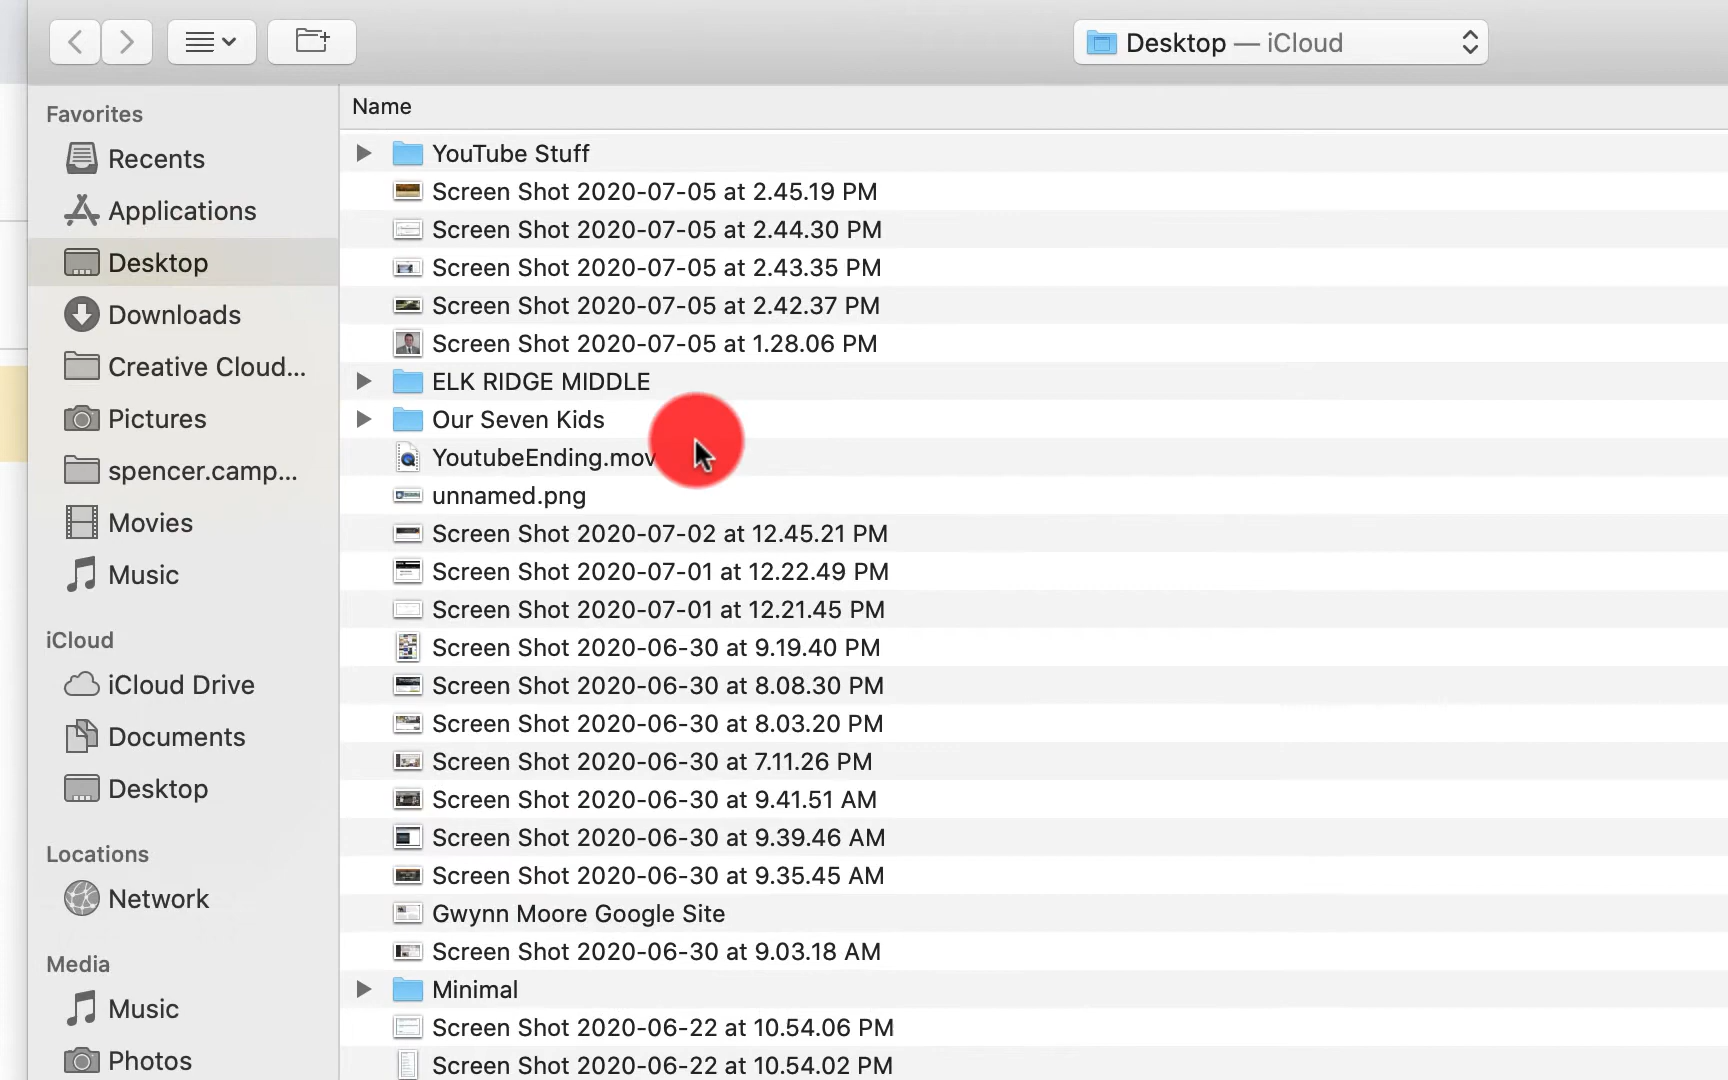 Desktop — iCloud
Favorites
Recents
Applications
Desktop
Downloads
Creative Cloud...
Pictures
spencer.camp...
Movies
Music
iCloud
iCloud Drive
Documents
Desktop
Locations
Network
Media
Music
Photos
Name
YouTube Stuff
Screen Shot 2020-07-05 at 2.45.19 PM
Screen Shot 2020-07-05 at 2.44.30 PM
Screen Shot 2020-07-05 at 2.43.35 PM
Screen Shot 2020-07-05 at 2.42.37 PM
Screen Shot 2020-07-05 at 1.28.06 PM
ELK RIDGE MIDDLE
Our Seven Kids
YoutubeEnding.mov
unnamed.png
Screen Shot 2020-07-02 at 12.45.21 PM
Screen Shot 2020-07-01 at 12.22.49 PM
Screen Shot 2020-07-01 at 12.21.45 PM
Screen Shot 2020-06-30 at 9.19.40 PM
Screen Shot 2020-06-30 at 8.08.30 PM
Screen Shot 2020-06-30 at 8.03.20 PM
Screen Shot 2020-06-30 at 7.11.26 PM
Screen Shot 2020-06-30 at 9.41.51 AM
Screen Shot 2020-06-30 at 9.39.46 AM
Screen Shot 2020-06-30 at 9.35.45 AM
Gwynn Moore Google Site
Screen Shot 2020-06-30 at 9.03.18 AM
Minimal
Screen Shot 2020-06-22 at 10.54.06 PM
Screen Shot 2020-06-22 at 10.54.02 PM